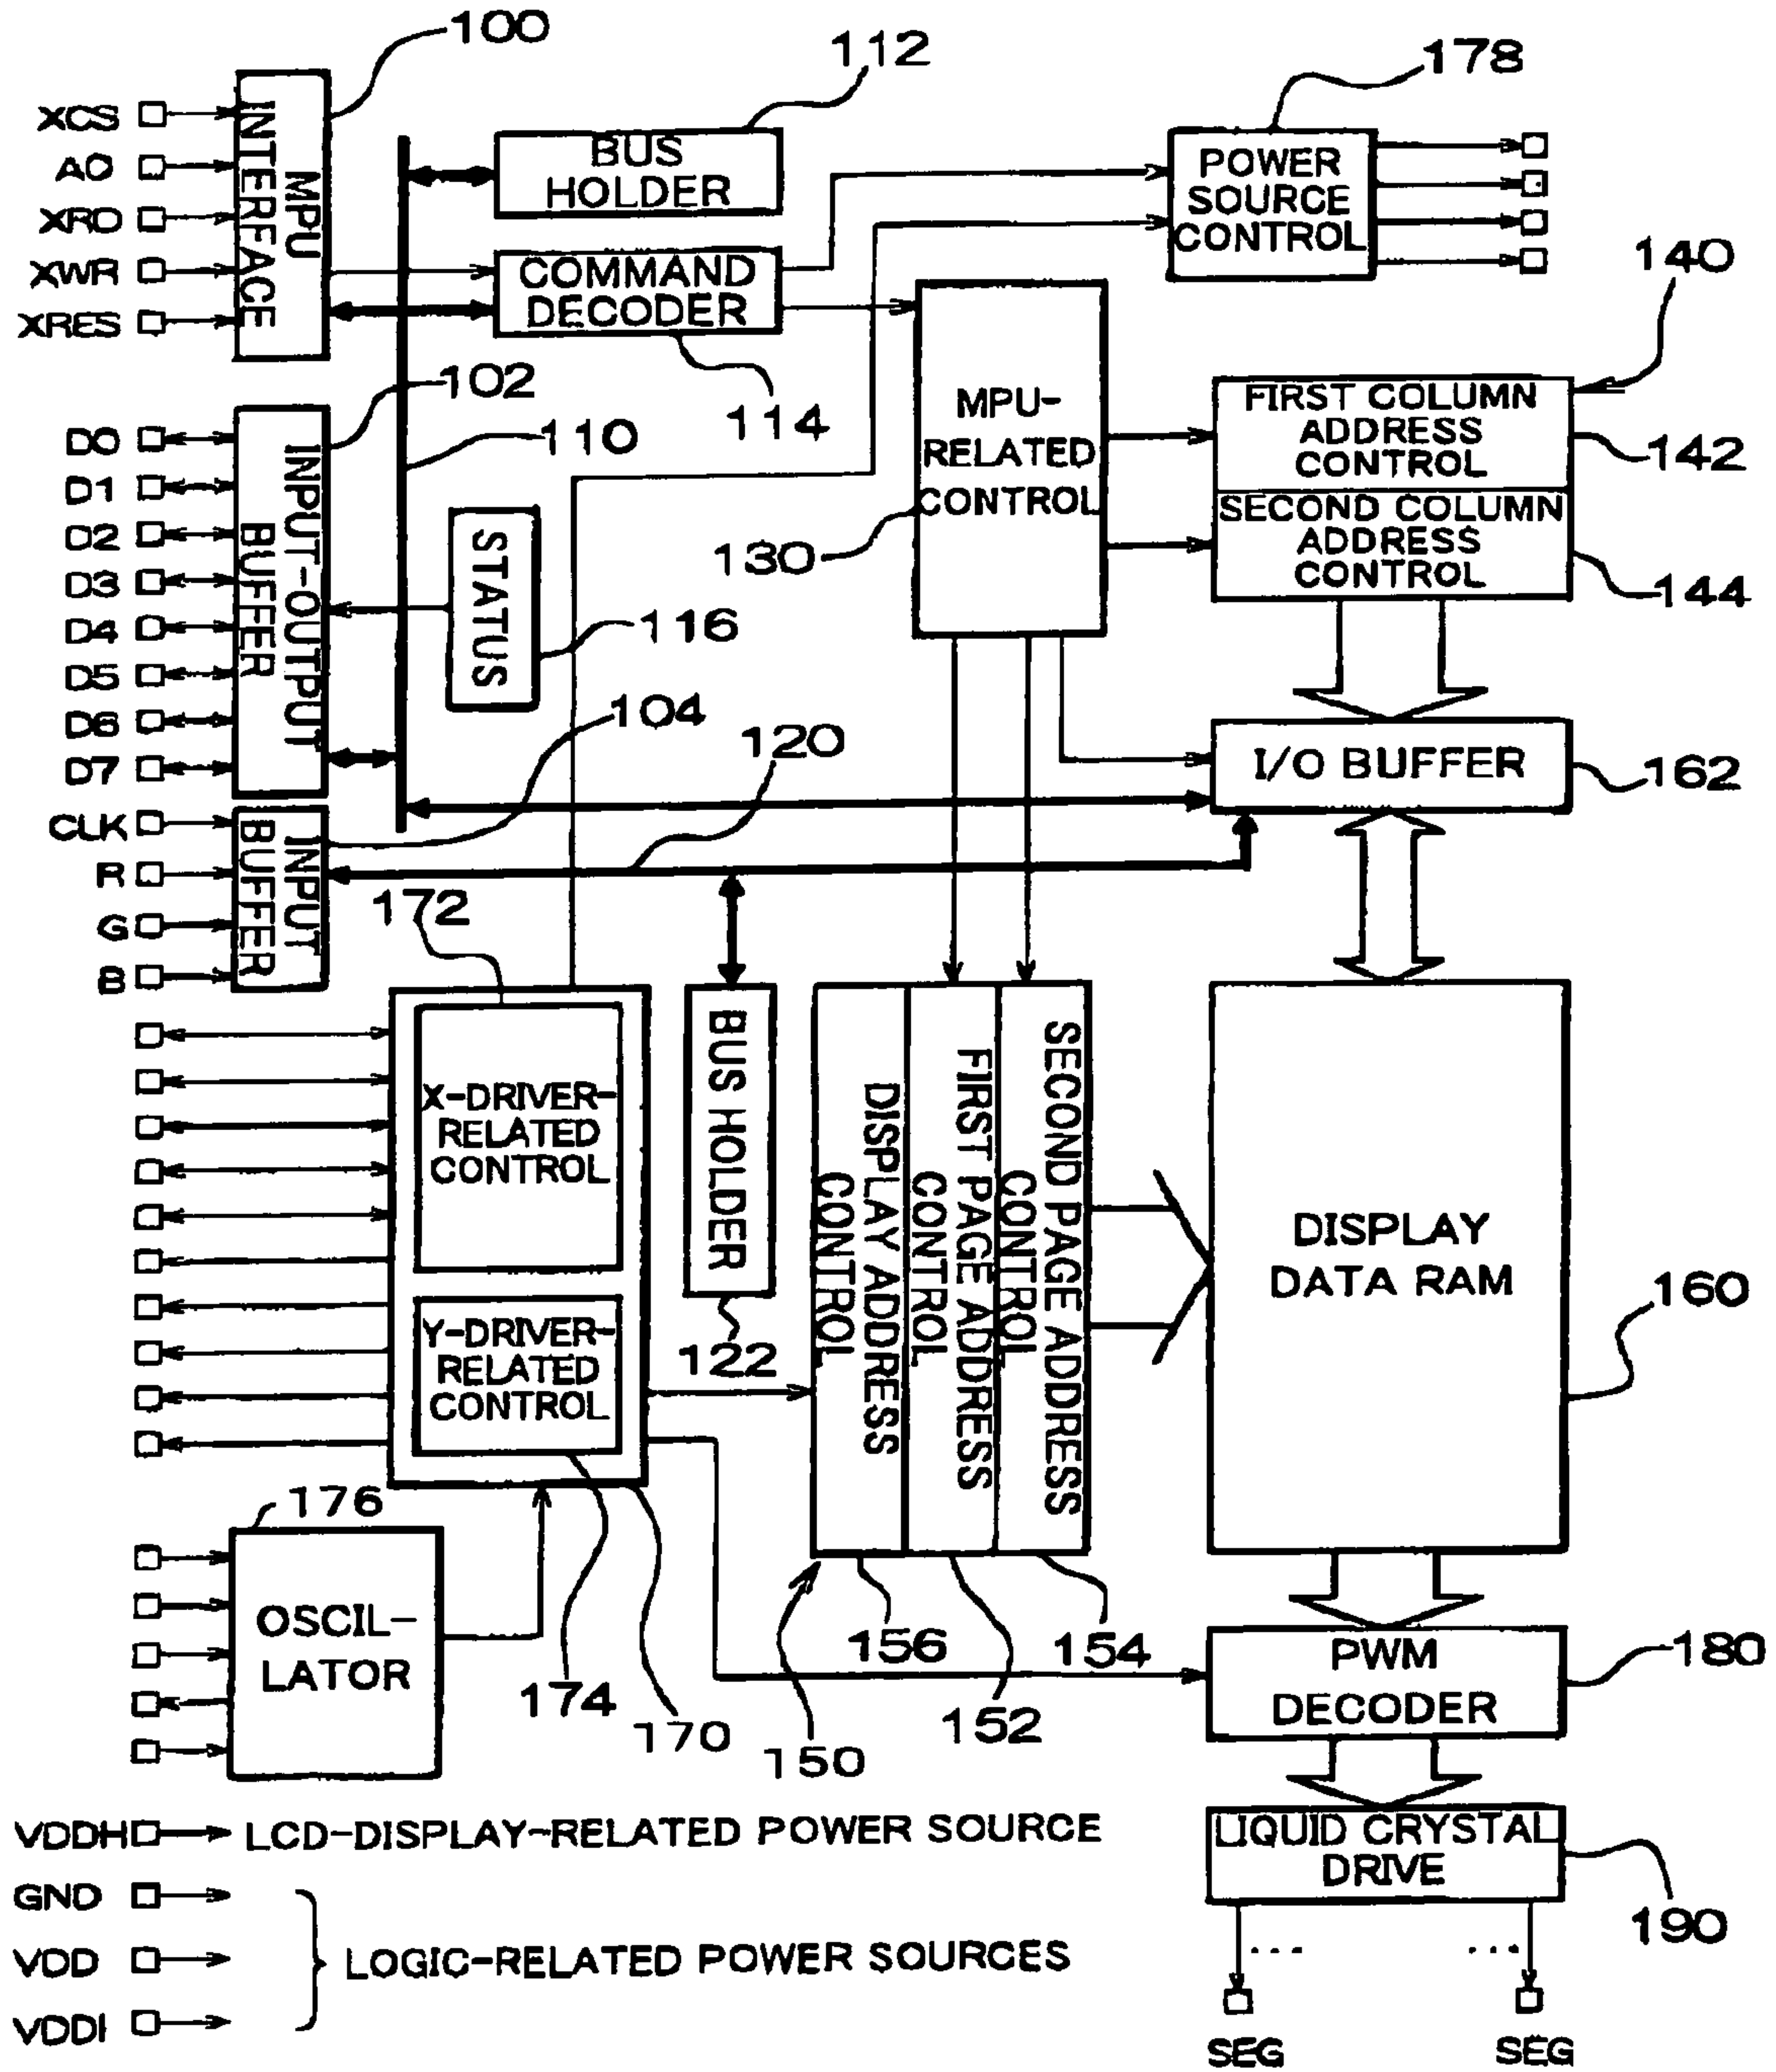 100
112
178
XCS
A0
XRD
XWR
XRES
MPU
INTERFACE
BUS
HOLDER
COMMAND
DECODER
114
POWER
SOURCE
CONTROL
140
102
110
D0
D1
D2
D3
D4
D5
D6
D7
INPUT-OUTPUT
BUFFER
STATUS
116
MPU-
RELATED
CONTROL
130
FIRST COLUMN
ADDRESS
CONTROL
142
SECOND COLUMN
ADDRESS
CONTROL
144
104
120
I/O BUFFER
162
CLK
R
G
B
INPUT
BUFFER
172
X-DRIVER-
RELATED
CONTROL
Y-DRIVER-
RELATED
CONTROL
BUS HOLDER
122
DISPLAY ADDRESS
CONTROL
FIRST PAGE ADDRESS
CONTROL
SECOND PAGE ADDRESS
CONTROL
DISPLAY
DATA RAM
160
176
OSCIL-
LATOR
174
170
150
156
152
154
PWM
DECODER
180
LIQUID CRYSTAL
DRIVE
190
VDDH LCD-DISPLAY-RELATED POWER SOURCE
GND
VDD
VDDI
LOGIC-RELATED POWER SOURCES
... ...
SEG SEG